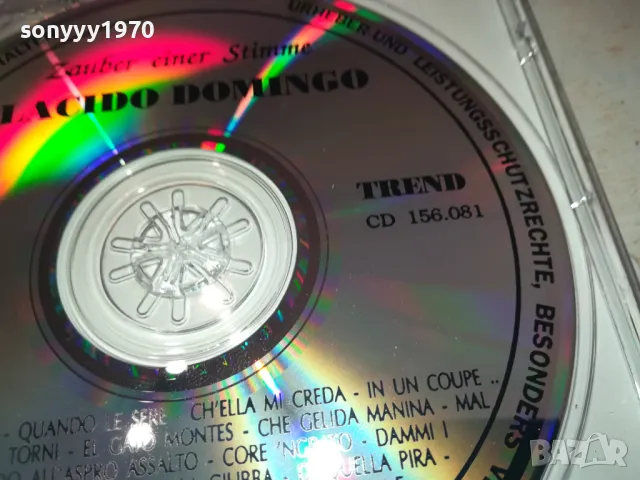 sonyyy1970
URHEBER-UND LEISTUNGSSCHUTZRECHTE, BESONDERS
Zauber einer Stimme
LACIDO DOMINGO
TREND
CD 156.081
- QUANDO LE SERE CH'ELLA MI CREDA - IN UN COUPE ..
TORNI - EL GATO MONTES - CHE GELIDA MANINA - MAL
ALL'ASPRO ASSALTO - CORE 'NGRATO - DAMMI I
QUELLA PIRA -
bazar